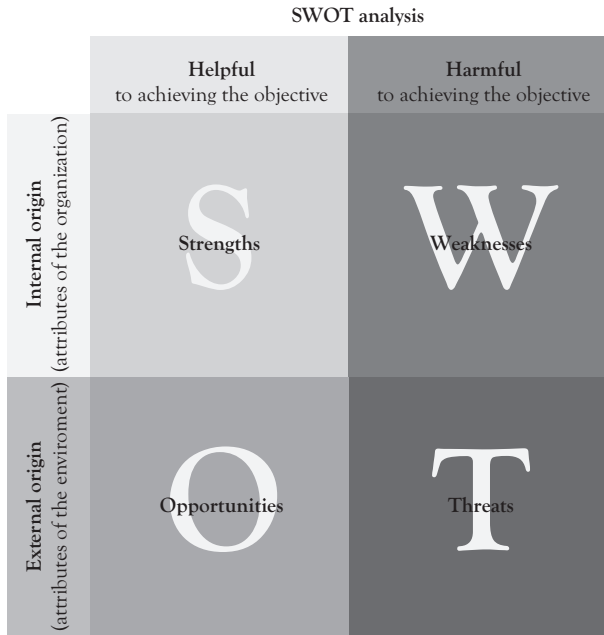 SWOT analysis
Helpful
to achieving the objective
Harmful
to achieving the objective
Internal origin
(attributes of the organization)
S
Strengths
W
Weaknesses
External origin
(attributes of the enviroment)
O
Opportunities
T
Threats